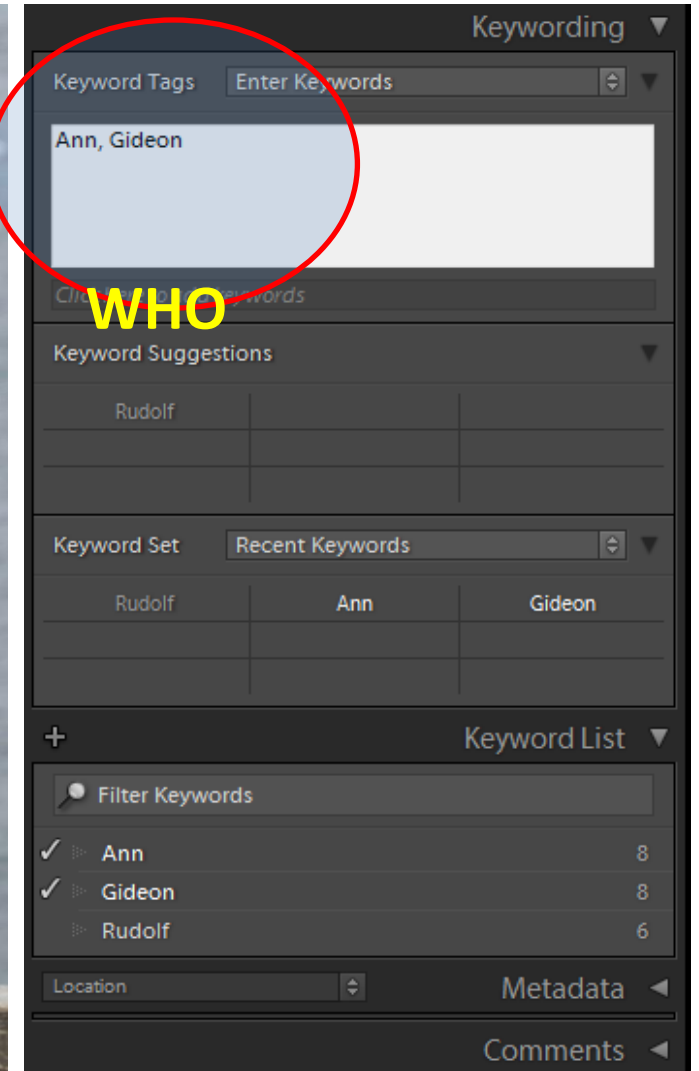 Keywording
Keyword Tags Enter Keywords
Ann, Gideon
keywords
WHO
Keyword Suggestions
Rudolf
Keyword Set Recent Keywords
Rudolf Ann Gideon
Keyword List
Filter Keywords
Ann 8
Gideon 8
Rudolf 6
Location Metadata
Comments